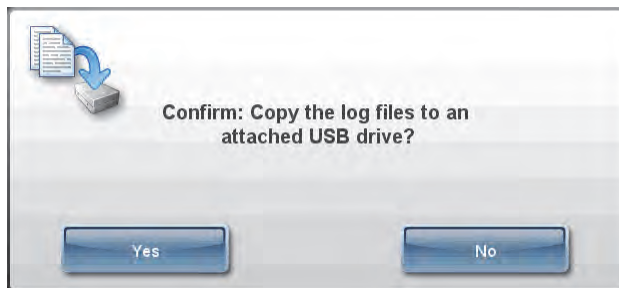 Confirm: Copy the log files to an
attached USB drive?
Yes
No